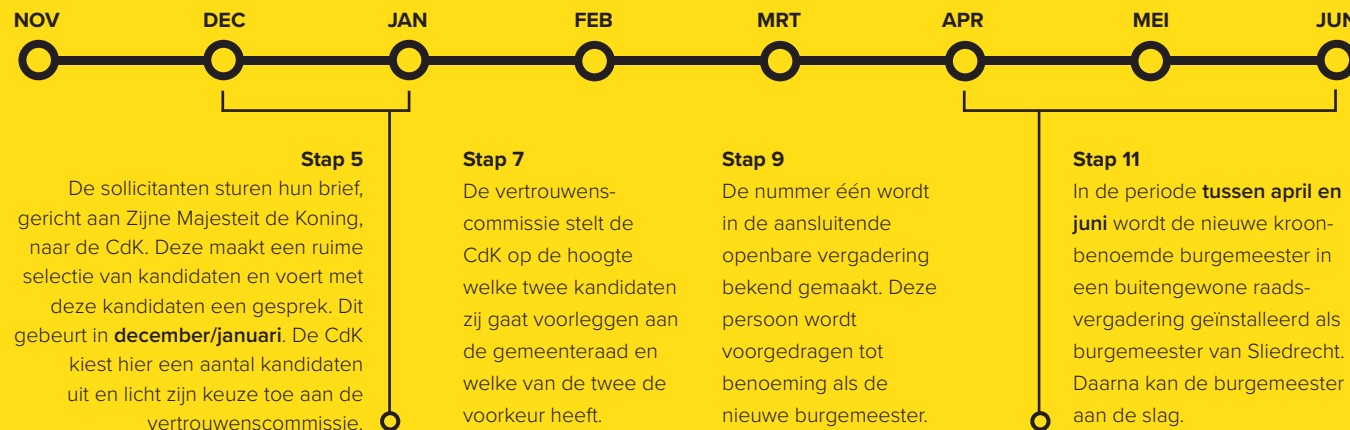 NOV DEC JAN FEB MRT APR MEI JUN
Stap 5
De sollicitanten sturen hun brief,
gericht aan Zijne Majesteit de Koning,
naar de CdK. Deze maakt een ruime
selectie van kandidaten en voert met
deze kandidaten een gesprek. Dit
gebeurt in december/januari. De CdK
kiest hier een aantal kandidaten
uit en licht zijn keuze toe aan de
vertrouwenscommissie.
Stap 7
De vertrouwens-
commissie stelt de
CdK op de hoogte
welke twee kandidaten
zij gaat voorleggen aan
de gemeenteraad en
welke van de twee de
voorkeur heeft.
Stap 9
De nummer één wordt
in de aansluitende
openbare vergadering
bekend gemaakt. Deze
persoon wordt
voorgedragen tot
benoeming als de
nieuwe burgemeester.
Stap 11
In de periode tussen april en
juni wordt de nieuwe kroon-
benoemde burgemeester in
een buitengewone raads-
vergadering geïnstalleerd als
burgemeester van Sliedrecht.
Daarna kan de burgemeester
aan de slag.